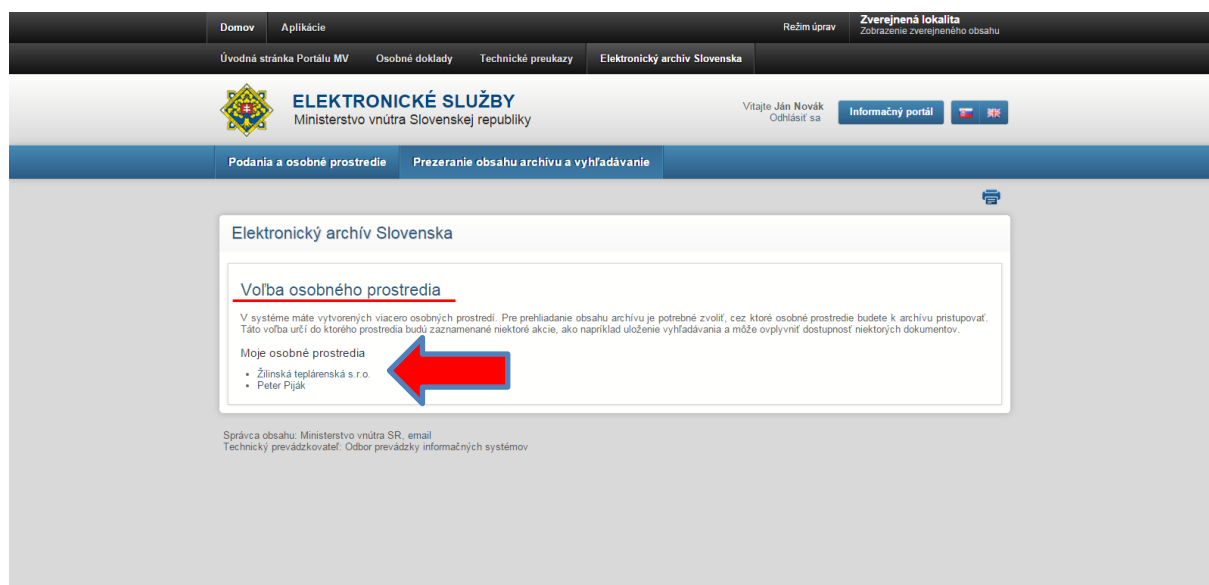 Domov Aplikácie Režim úprav Zverejnená lokalita
Zobrazenie zverejneného obsahu
Úvodná stránka Portálu MV Osobné doklady Technické preukazy Elektronický archív Slovenska
ELEKTRONICKÉ SLUŽBY
Ministerstvo vnútra Slovenskej republiky
Vitajte Ján Novák
Odhlásiť sa
Informačný portál
Podania a osobné prostredie Prezeranie obsahu archívu a vyhľadávanie
Elektronický archív Slovenska
Voľba osobného prostredia
V systéme máte vytvorených viacero osobných prostredí. Pre prehliadanie obsahu archívu je potrebné zvoliť, cez ktoré osobné prostredie budete k archívu pristupovať.
Táto voľba určí do ktorého prostredia budú zaznamenané niektoré akcie, ako napríklad uloženie vyhľadávania a môže ovplyvniť dostupnosť niektorých dokumentov.
Moje osobné prostredia
• Žilinská teplárenská s.r.o.
• Peter Piják
Správca obsahu: Ministerstvo vnútra SR, email
Technický prevádzkovateľ: Odbor prevádzky informačných systémov